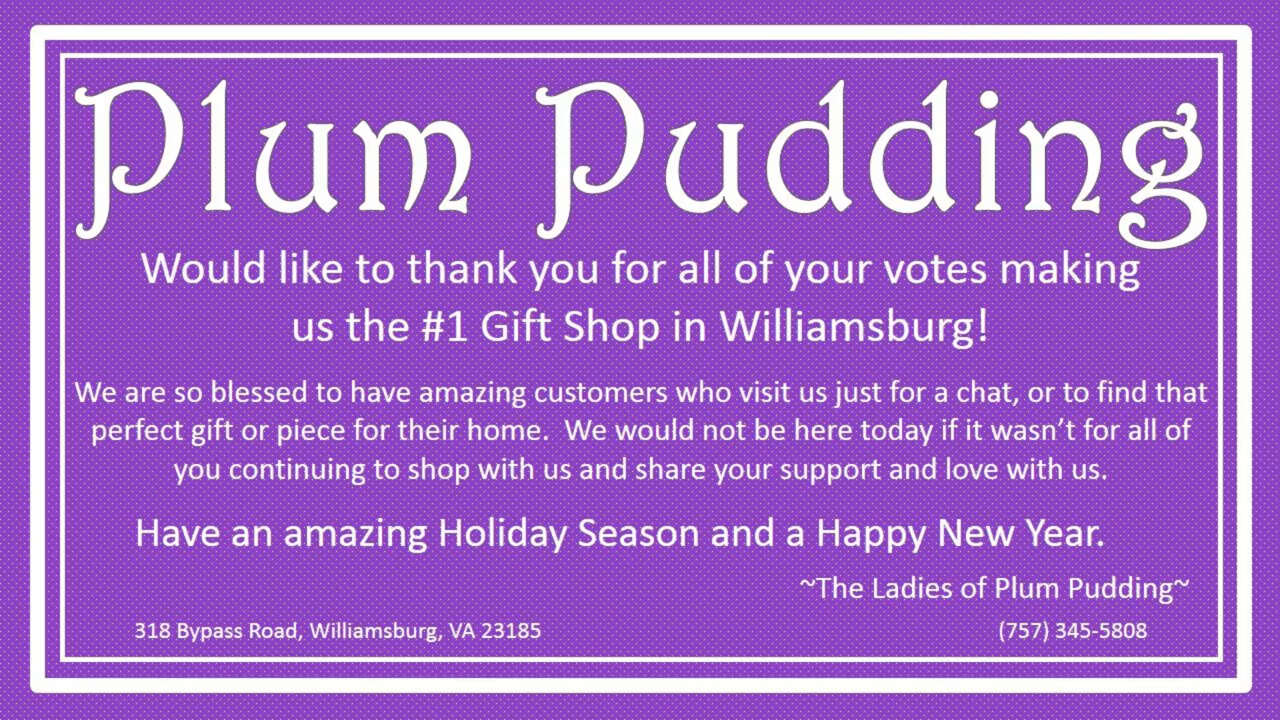 Plum Pudding
Would like to thank you for all of your votes making
us the #1 Gift Shop in Williamsburg!
We are so blessed to have amazing customers who visit us just for a chat, or to find that
perfect gift or piece for their home.  We would not be here today if it wasn’t for all of
you continuing to shop with us and share your support and love with us.
Have an amazing Holiday Season and a Happy New Year.
~The Ladies of Plum Pudding~
318 Bypass Road, Williamsburg, VA 23185 (757) 345-5808